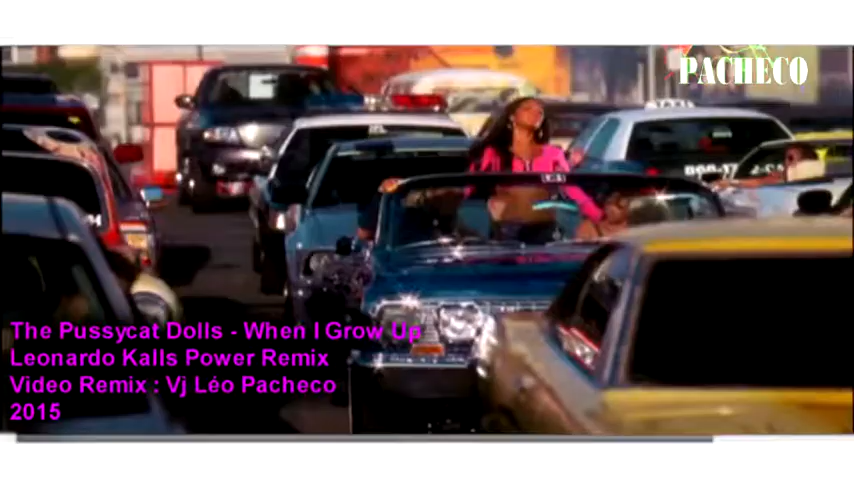 PACHECO
The Pussycat Dolls - When I Grow Up
Leonardo Kalls Power Remix
Video Remix : Vj Léo Pacheco
2015